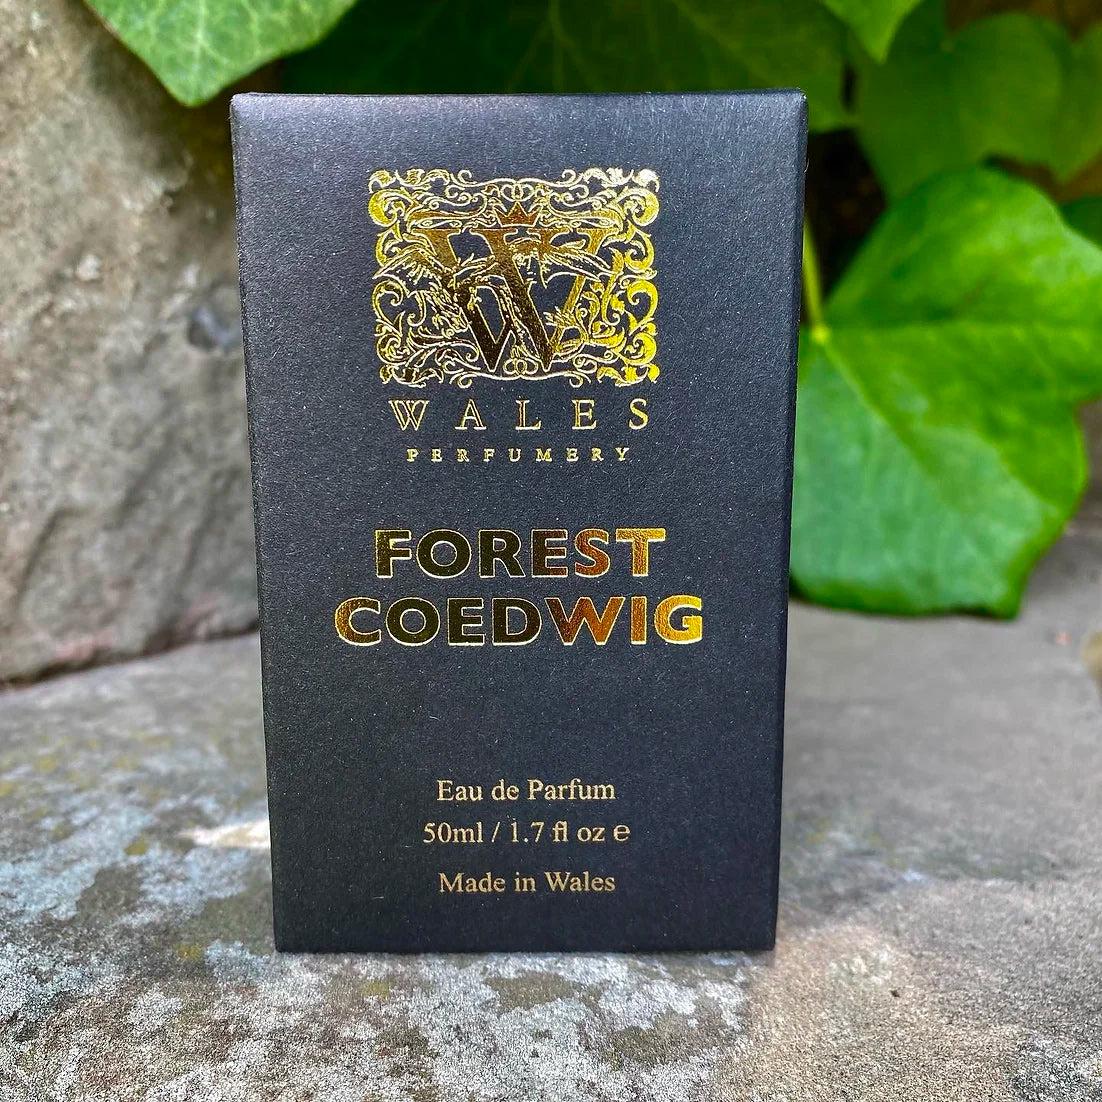 W
WALES
PERFUMERY
FOREST
COEDWIG
Eau de Parfum
50ml / 1.7 fl oz ℮
Made in Wales